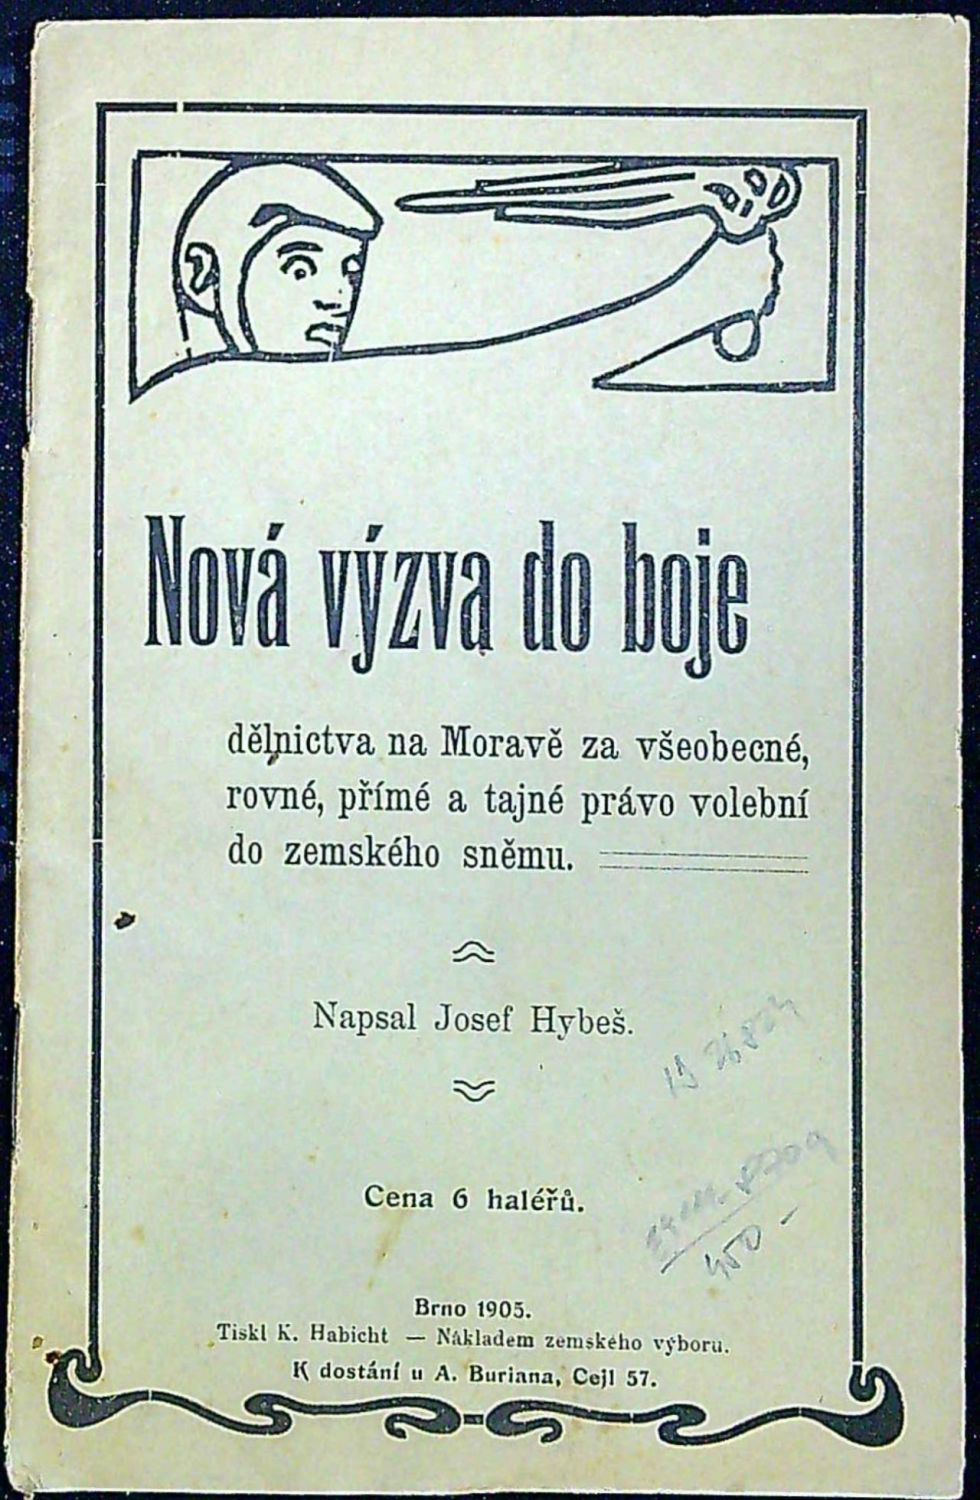 Nová výzva do boje
dělnictva na Moravě za všeobecné,
rovné, přímé a tajné právo volební
do zemského sněmu.
Napsal Josef Hybeš.
Cena 6 haléřů.
450 -
Brno 1905.
Tiskl K. Habicht — Nákladem zemského výboru.
K dostání u A. Buriana, Cejl 57.